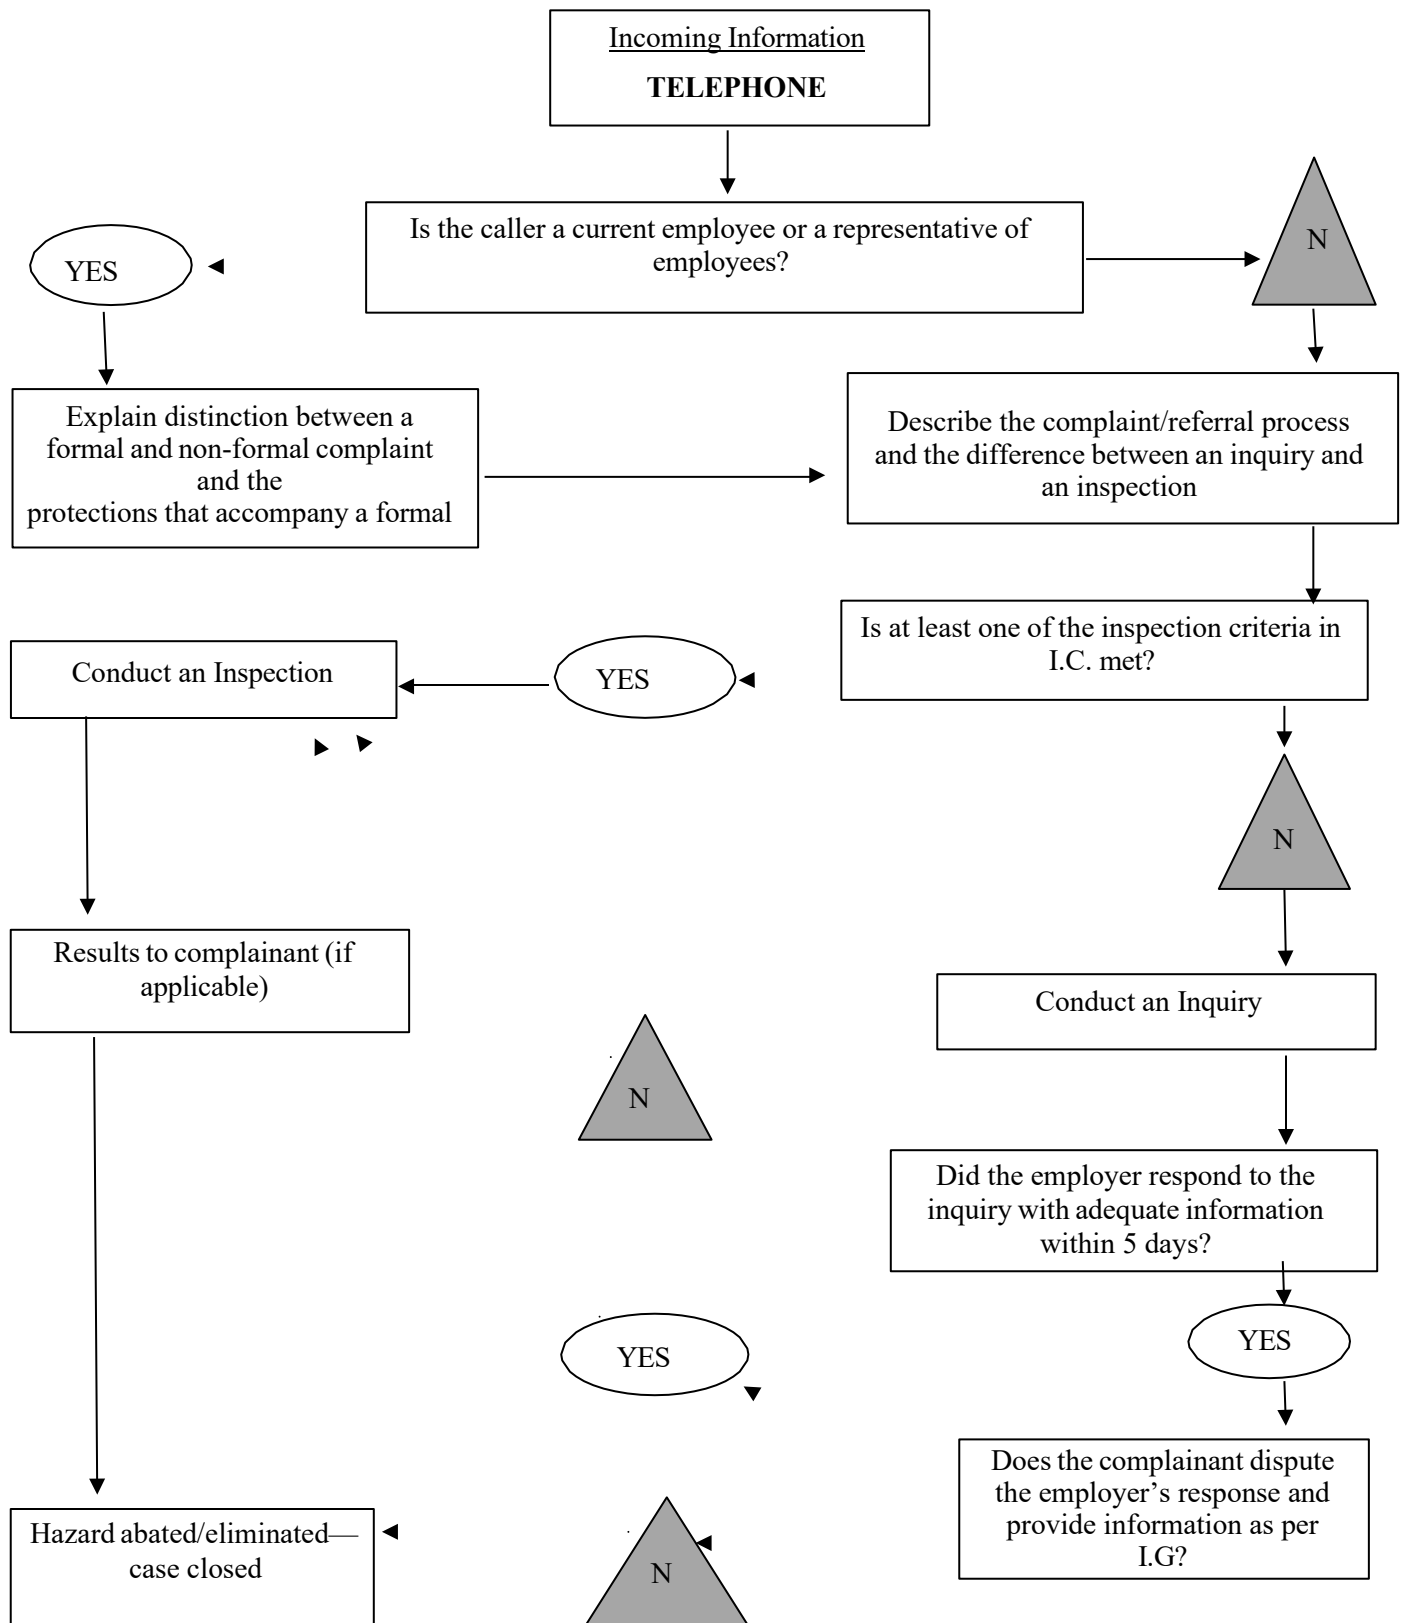 Incoming Information
TELEPHONE
Is the caller a current employee or a representative of
employees?
N
YES
Explain distinction between a
formal and non-formal complaint
and the
protections that accompany a formal
Describe the complaint/referral process
and the difference between an inquiry and
an inspection
Is at least one of the inspection criteria in
I.C. met?
YES
Conduct an Inspection
N
Results to complainant (if
applicable)
Conduct an Inquiry
N
Did the employer respond to the
inquiry with adequate information
within 5 days?
YES
YES
Does the complainant dispute
the employer’s response and
provide information as per
I.G?
N
Hazard abated/eliminated—
case closed